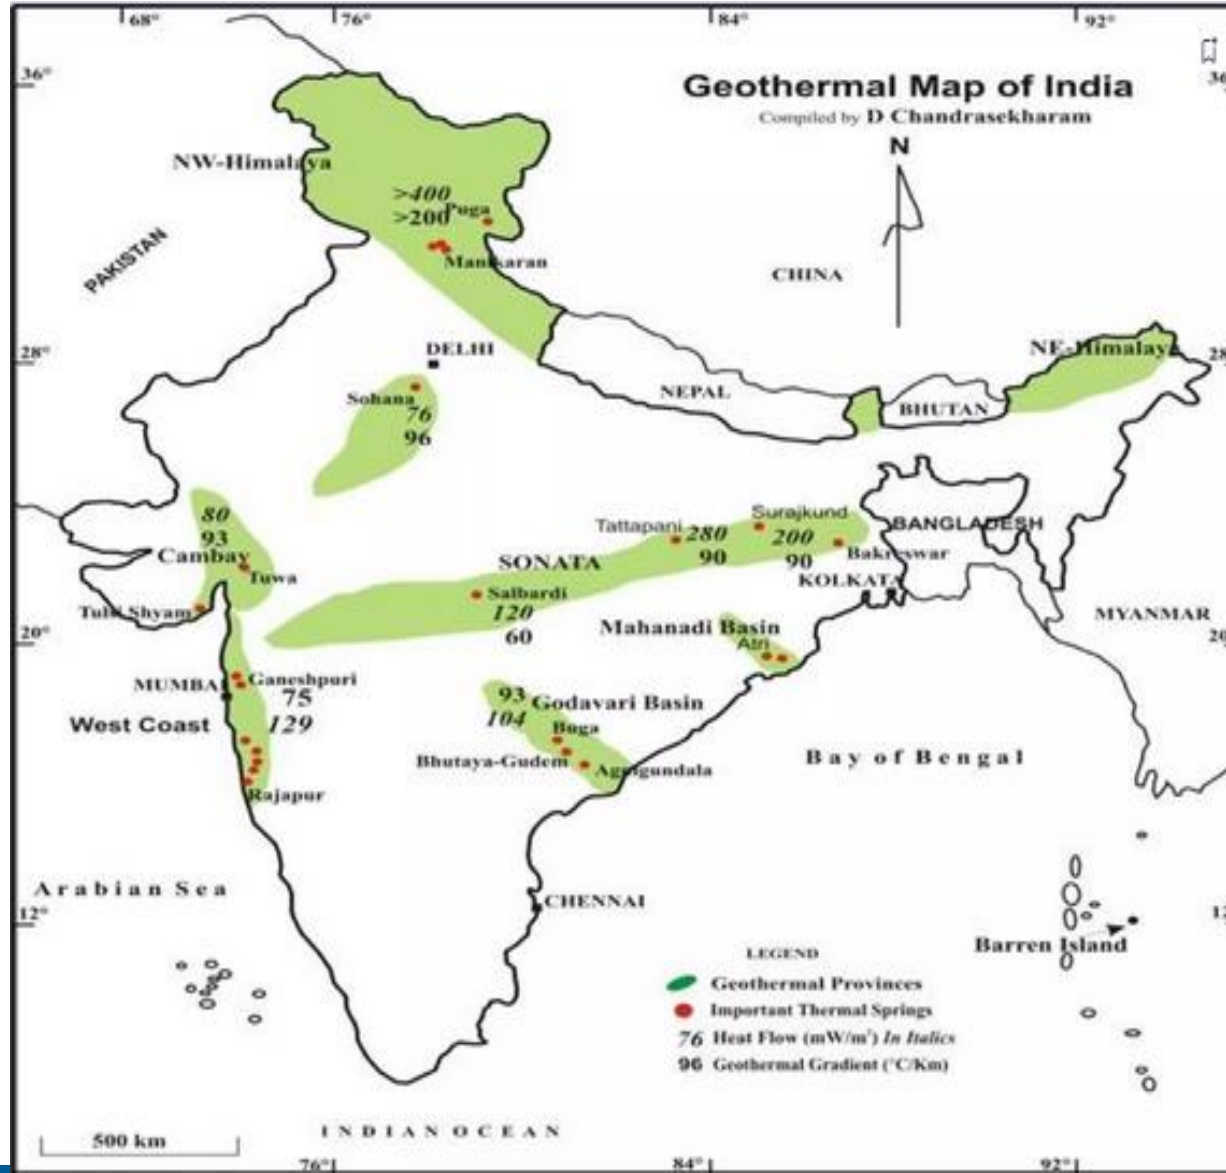 68°
76°
84°
92°
36°
36
Geothermal Map of India
Compiled by D Chandrasekharam
N
NW-Himalaya
>400
>200
Puga
Manikaran
PAKISTAN
CHINA
DELHI
28°
28
NE-Himalaya
NEPAL
BHUTAN
Sohana
76
96
80
93
Cambay
Tuwa
Tulsi Shyam
Tattapani
280
90
Surajkund
200
90
Bakreswar
SONATA
BANGLADESH
KOLKATA
Salbardi
120
60
MYANMAR
20°
20
Mahanadi Basin
Atri
MUMBAI
Ganeshpuri
75
129
West Coast
Rajapur
93
104
Godavari Basin
Buga
Bhutaya-Gudem
Agnigundala
Bay of Bengal
Arabian Sea
CHENNAI
12°
12
Barren Island
LEGEND
Geothermal Provinces
Important Thermal Springs
76 Heat Flow (mW/m²) In Italics
96 Geothermal Gradient (°C/Km)
500 km
INDIAN OCEAN
76°
84°
92°